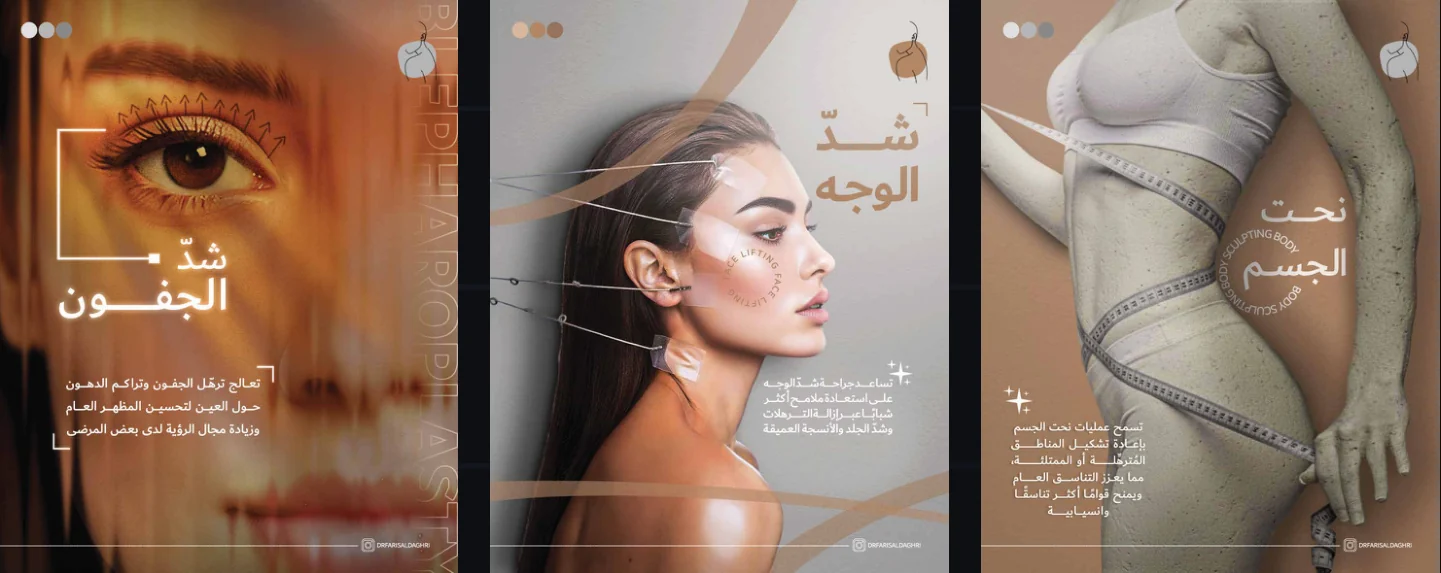 BLEPHAROPLASTY
شدّ
الجفون
تعالج ترهّل الجفون وتراكم الدهون
حول العين لتحسين المظهر العام
وزيادة مجال الرؤية لدى بعض المرضى
DRFARISALDAGHRI
شدّ
الوجه
FACE LIFTING FACE LIFTING
تساعد جراحة شدّ الوجه
على استعادة ملامح أكثر
شبابًا عبر إزالة الترهلات
وشدّ الجلد والأنسجة العميقة
DRFARISALDAGHRI
نحت
الجسم
BODY SCULPTING BODY SCULPTING BODY
تسمح عمليات نحت الجسم
بإعادة تشكيل المناطق
المُترهلة أو الممتلئة،
مما يعزز التناسق العام
ويمنح قوامًا أكثر تناسقًا
وانسيابية
DRFARISALDAGHRI